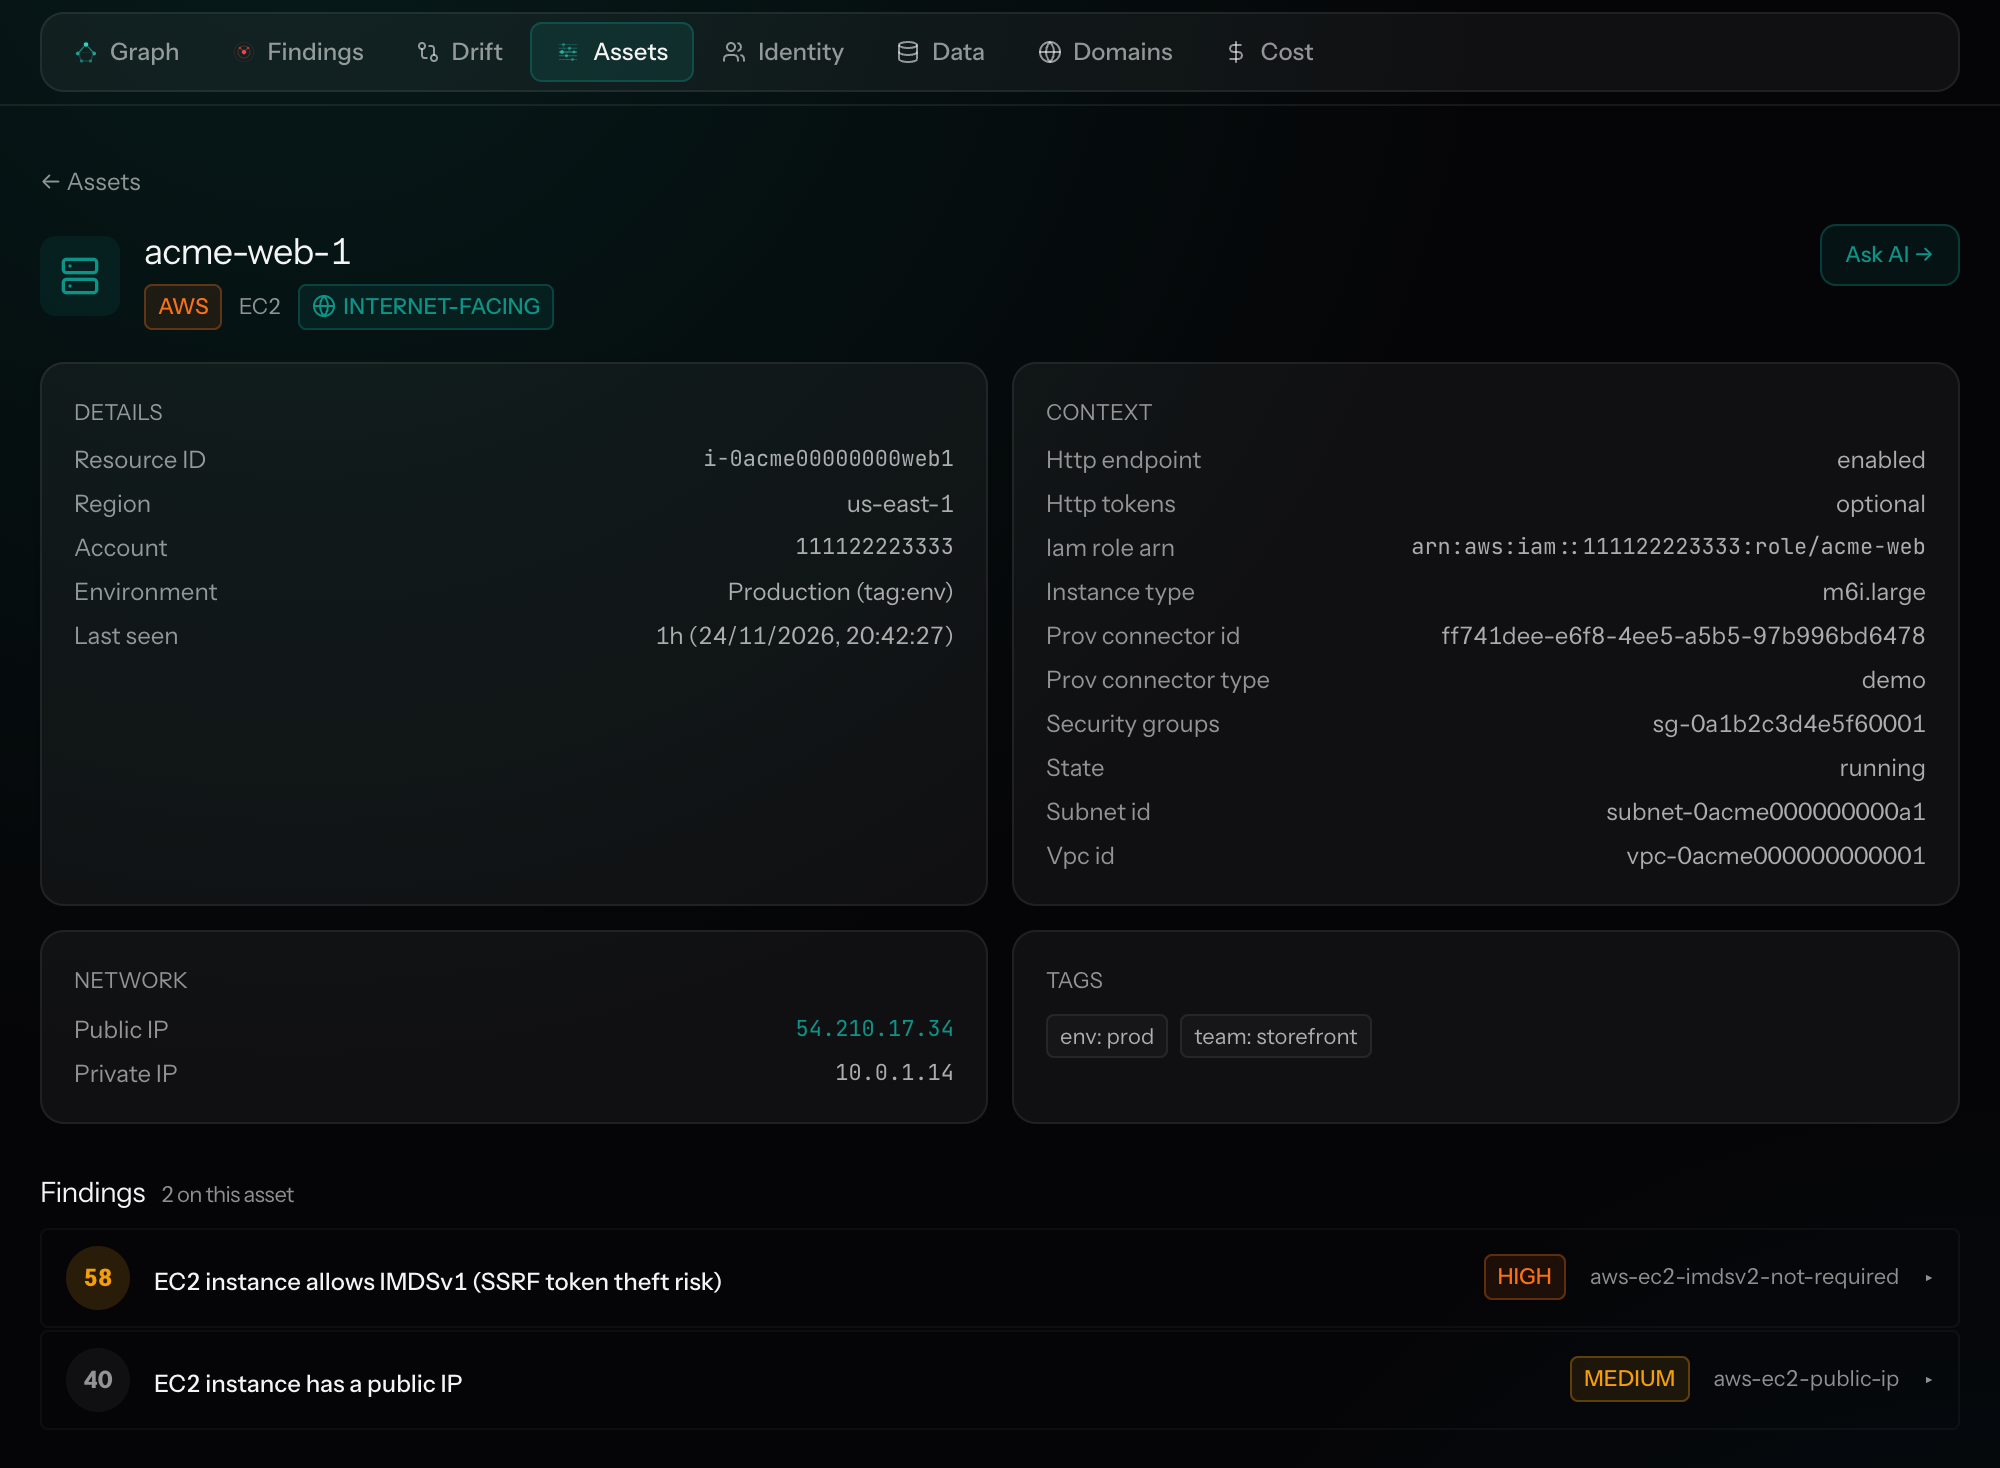 Graph Findings Drift Assets Identity Data Domains Cost
← Assets
acme-web-1
Ask AI →
AWS EC2 INTERNET-FACING
DETAILS
Resource ID i-0acme00000000web1
Region us-east-1
Account 111122223333
Environment Production (tag:env)
Last seen 1h (24/11/2026, 20:42:27)
CONTEXT
Http endpoint enabled
Http tokens optional
Iam role arn arn:aws:iam::111122223333:role/acme-web
Instance type m6i.large
Prov connector id ff741dee-e6f8-4ee5-a5b5-97b996bd6478
Prov connector type demo
Security groups sg-0a1b2c3d4e5f60001
State running
Subnet id subnet-0acme000000000a1
Vpc id vpc-0acme000000000001
NETWORK
Public IP 54.210.17.34
Private IP 10.0.1.14
TAGS
env: prod team: storefront
Findings 2 on this asset
58 EC2 instance allows IMDSv1 (SSRF token theft risk) HIGH aws-ec2-imdsv2-not-required
40 EC2 instance has a public IP MEDIUM aws-ec2-public-ip